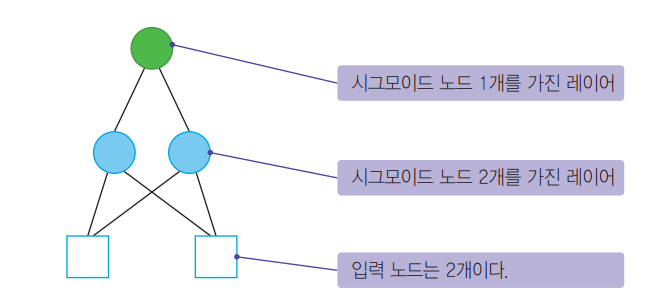 시그모이드 노드 1개를 가진 레이어
시그모이드 노드 2개를 가진 레이어
입력 노드는 2개이다.